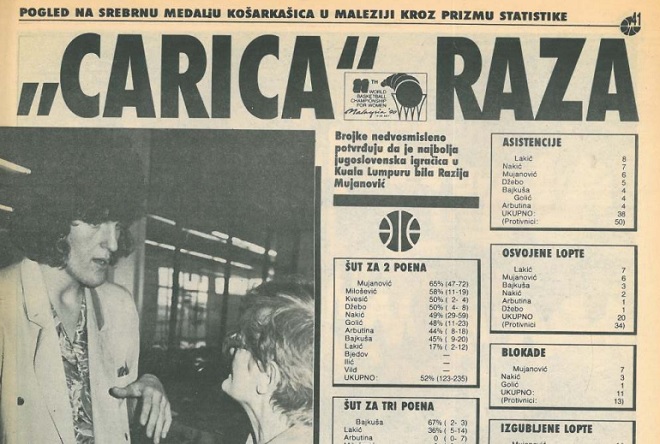 POGLED NA SREBRNU MEDALJU KOŠARKAŠICA U MALEZIJI KROZ PRIZMU STATISTIKE
41
„CARICA“ RAZA
TH
WORLD
BASKETBALL
CHAMPIONSHIP
FOR WOMEN
Malaysia '90
Brojke nedvosmisleno
potvrđuju da je najbolja
jugoslovenska igračica u
Kuala Lumpuru bila Razija
Mujanović
ŠUT ZA 2 POENA
Mujanović 65% (47-72)
Milošević 58% (11-19)
Kvesić 50% ( 2- 4)
Džebo 50% ( 4- 8)
Nakić 49% (29-59)
Golić 48% (11-23)
Arbutina 44% ( 8-18)
Bajkuša 45% ( 9-20)
Lakić 17% ( 2-12)
Bjedov —
Ilić —
Vild —
UKUPNO: 52% (123-235)
ŠUT ZA TRI POENA
Bajkuša 67% ( 2- 3)
Lakić 36% ( 5-14)
Arbutina 0 ( 0- 7)
ASISTENCIJE
Lakić 8
Nakić 7
Mujanović 6
Džebo 5
Bajkuša 4
Golić 4
Arbutina 4
UKUPNO: 38
(Protivnici: 50)
OSVOJENE LOPTE
Lakić 7
Mujanović 6
Bajkuša 3
Nakić 2
Arbutina 1
Džebo 1
UKUPNO 20
(Protivnici 34)
BLOKADE
Mujanović 7
Nakić 3
Golić 1
UKUPNO: 11
(Protivnici: 13)
IZGUBLJENE LOPTE